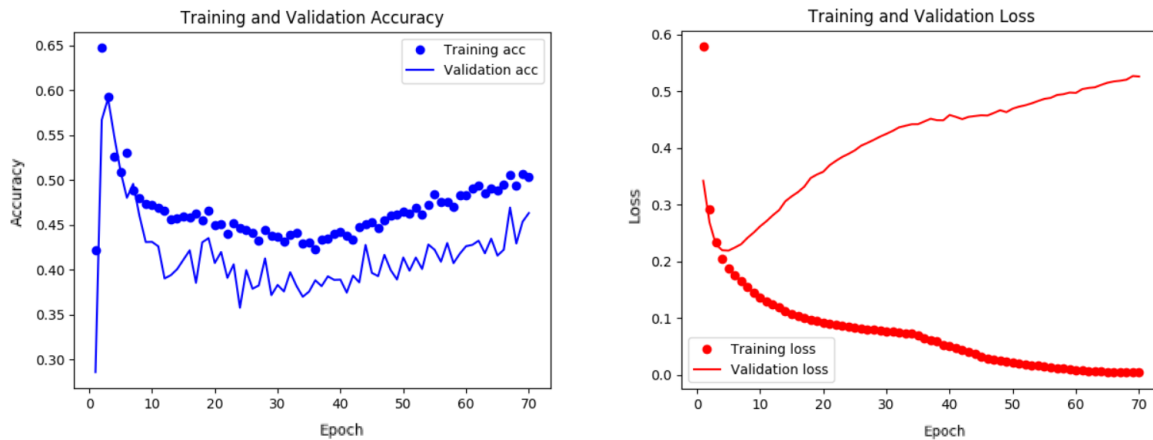 Training and Validation Accuracy
0.65
0.60
0.55
0.50
0.45
0.40
0.35
0.30
Accuracy
Training acc
Validation acc
0 10 20 30 40 50 60 70
Epoch
Training and Validation Loss
0.6
0.5
0.4
0.3
0.2
0.1
0.0
Loss
Training loss
Validation loss
0 10 20 30 40 50 60 70
Epoch